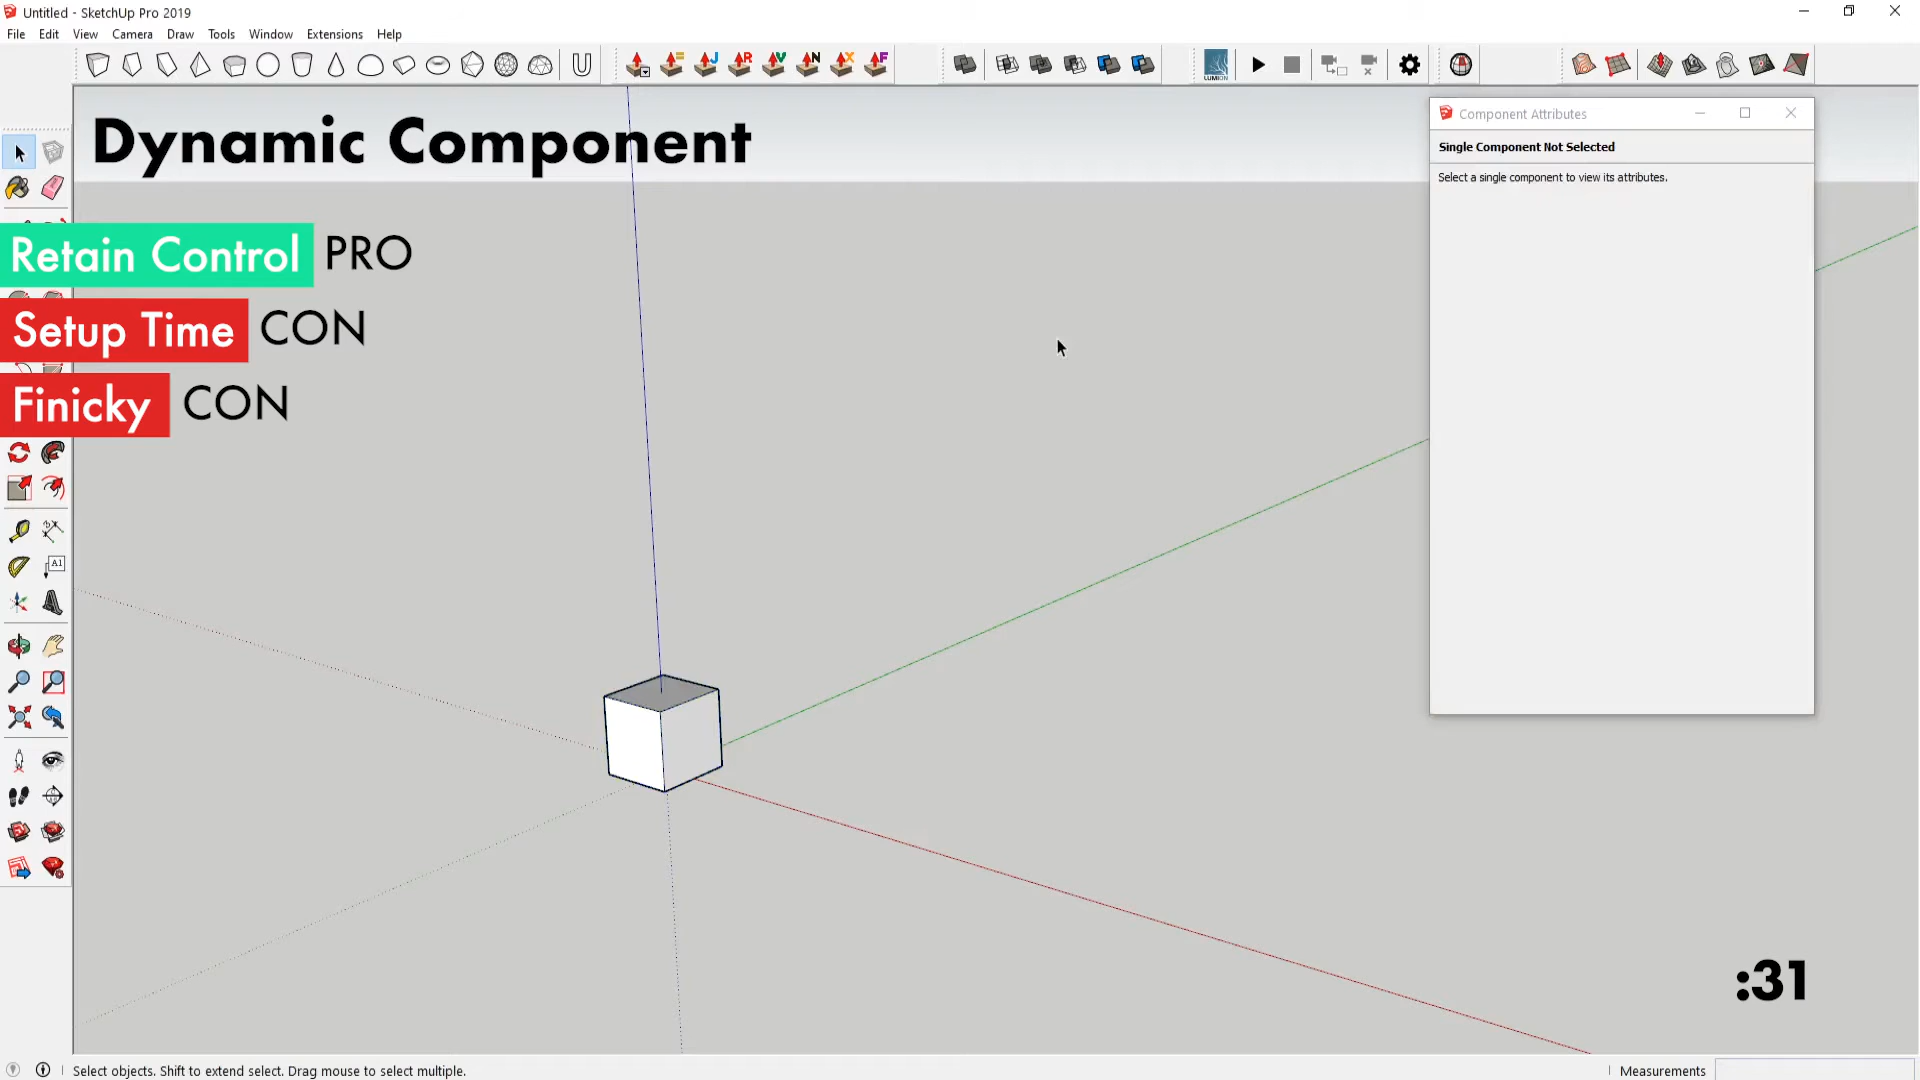 Untitled - SketchUp Pro 2019
File Edit View Camera Draw Tools Window Extensions Help
J R V N X F
LUMION
Dynamic Component
Component Attributes
Single Component Not Selected
Select a single component to view its attributes.
Retain Control PRO
Setup Time CON
Finicky CON
A1
:31
Select objects. Shift to extend select. Drag mouse to select multiple.
Measurements